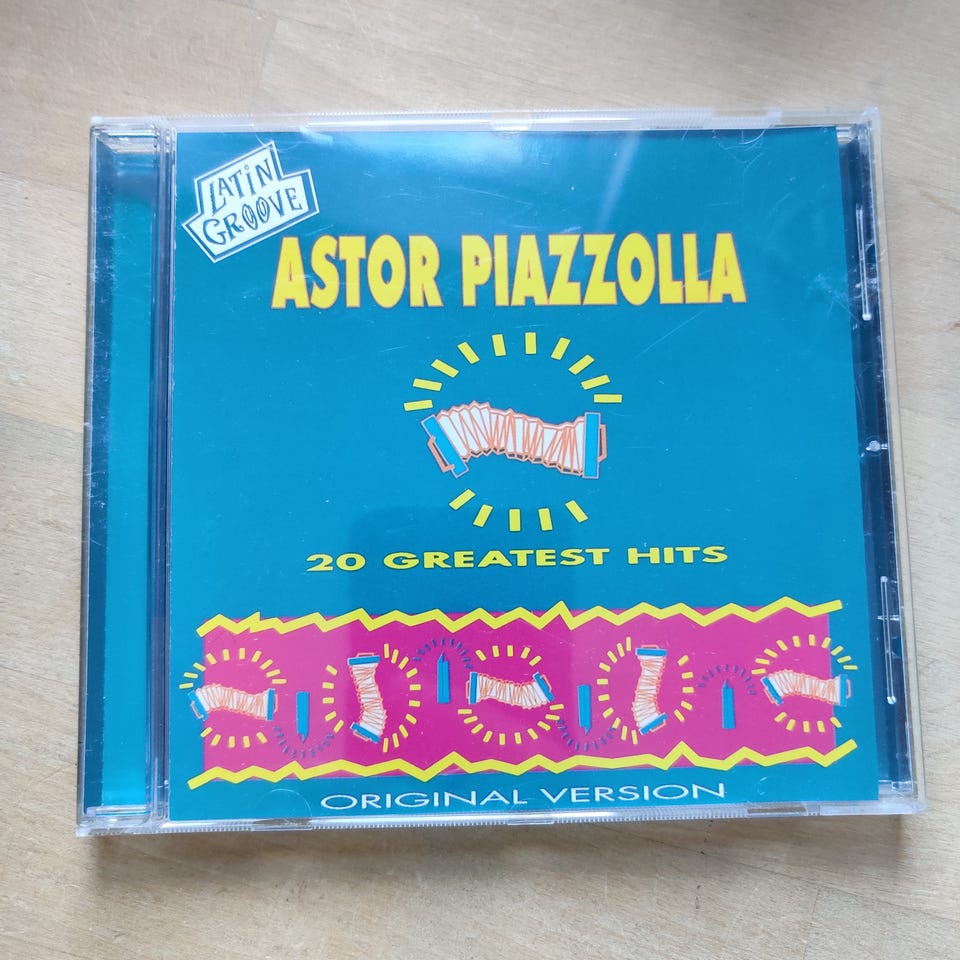 LATIN
GROOVE
ASTOR PIAZZOLLA
20 GREATEST HITS
ORIGINAL VERSION